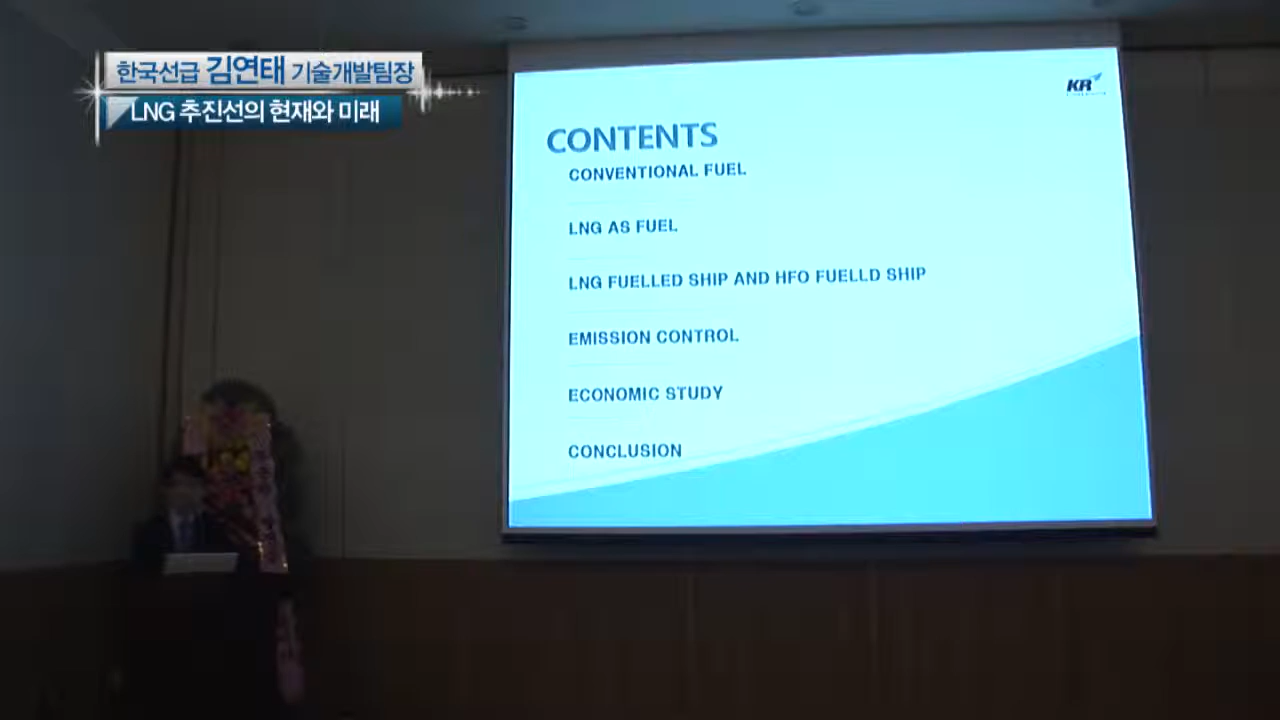 한국선급 김연태 기술개발팀장
LNG 추진선의 현재와 미래
KR
CONTENTS
CONVENTIONAL FUEL
LNG AS FUEL
LNG FUELLED SHIP AND HFO FUELLD SHIP
EMISSION CONTROL
ECONOMIC STUDY
CONCLUSION